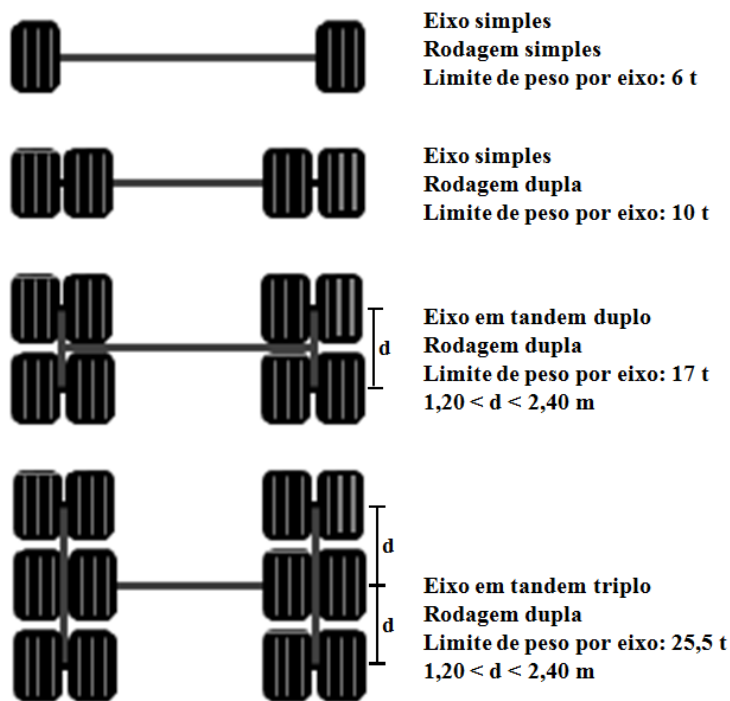 Eixo simples
Rodagem simples
Limite de peso por eixo: 6 t
Eixo simples
Rodagem dupla
Limite de peso por eixo: 10 t
d
Eixo em tandem duplo
Rodagem dupla
Limite de peso por eixo: 17 t
1,20 < d < 2,40 m
d
d
Eixo em tandem triplo
Rodagem dupla
Limite de peso por eixo: 25,5 t
1,20 < d < 2,40 m